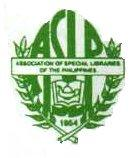 ASLP
ASSOCIATION OF SPECIAL LIBRARIES
OF THE PHILIPPINES
1954